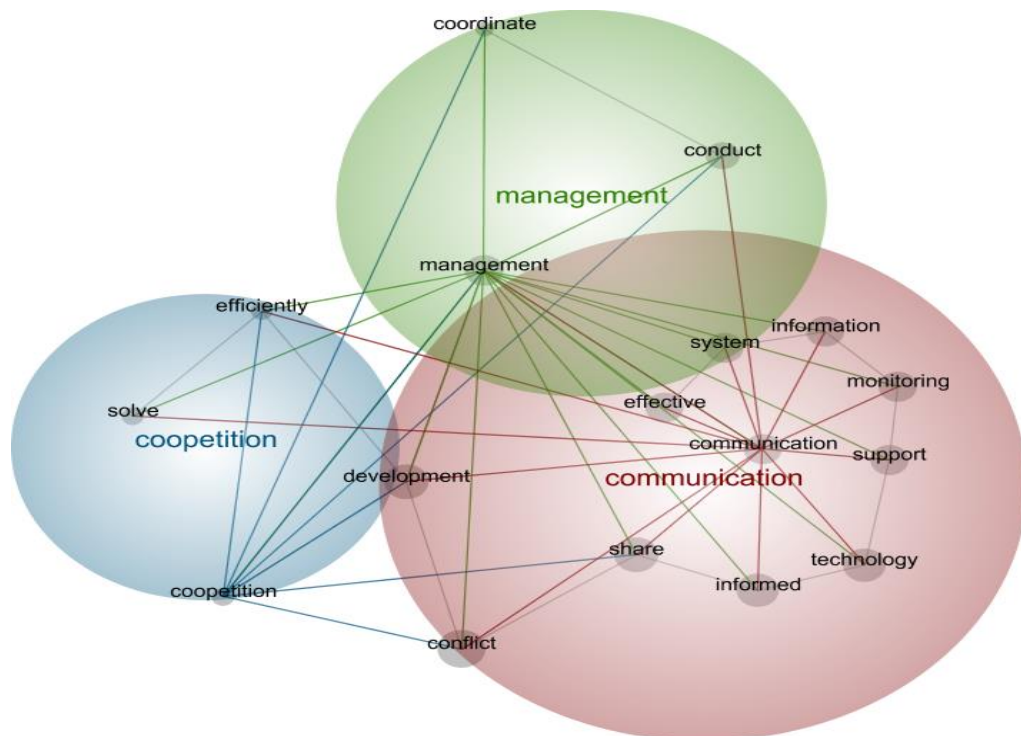 coordinate
conduct
management
management
efficiently
information
system
monitoring
effective
solve
coopetition
communication
support
development
communication
share
technology
informed
coopetition
conflict